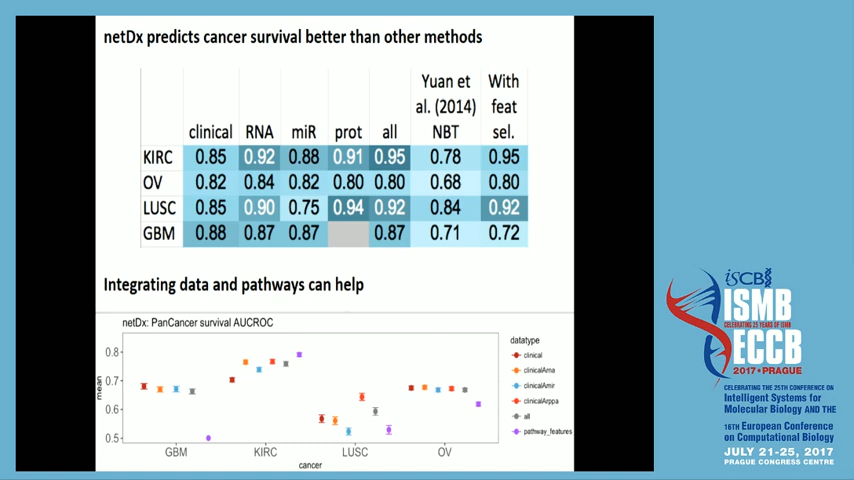 netDx predicts cancer survival better than other methods
Yuan et With
al. (2014) feat
clinical RNA miR prot all NBT sel.
KIRC 0.85 0.92 0.88 0.91 0.95 0.78 0.95
OV 0.82 0.84 0.82 0.80 0.80 0.68 0.80
LUSC 0.85 0.90 0.75 0.94 0.92 0.84 0.92
GBM 0.88 0.87 0.87 0.87 0.71 0.72
Integrating data and pathways can help
netDx: PanCancer survival AUCROC
mean
0.8
0.7
0.6
0.5
GBM KIRC LUSC OV
cancer
datatype
clinical
clinicalArna
clinicalAmir
clinicalArppa
all
pathway_features
iSCB
ISMB
CELEBRATING 25 YEARS OF ISMB
ECCB
2017 • PRAGUE
CELEBRATING THE 25TH CONFERENCE ON
Intelligent Systems for
Molecular Biology AND THE
16TH European Conference
on Computational Biology
JULY 21-25, 2017
PRAGUE CONGRESS CENTRE